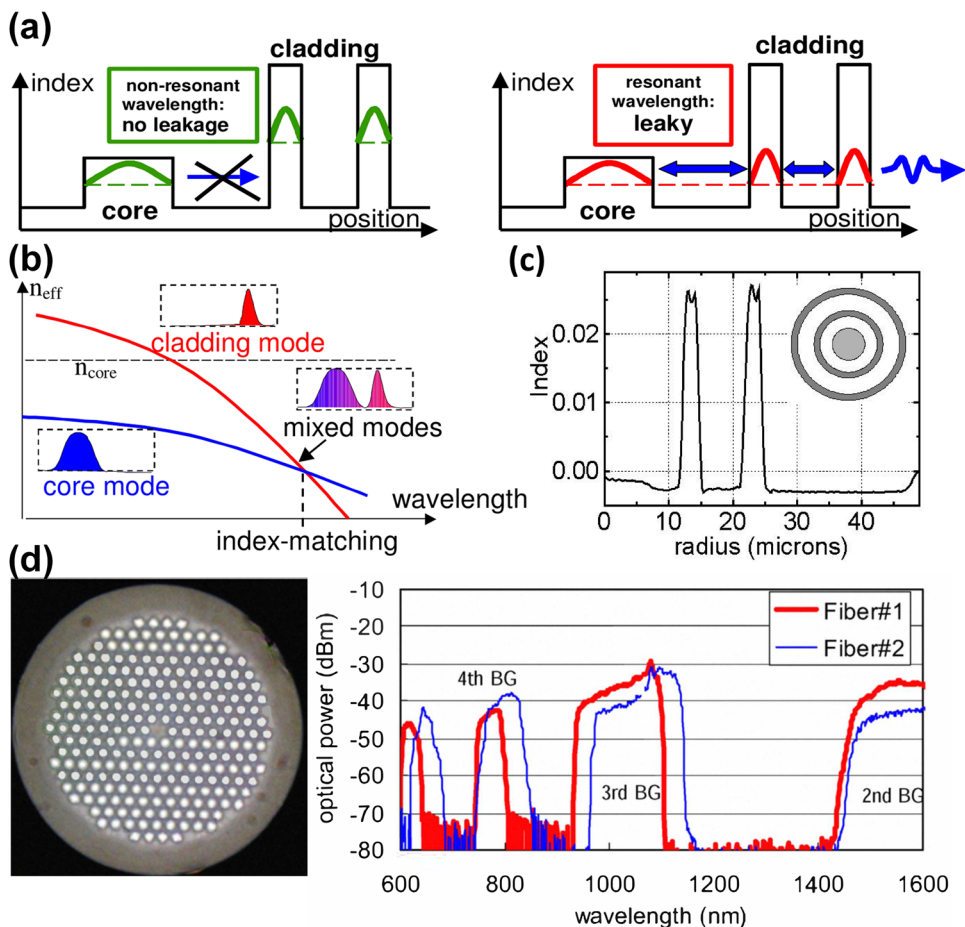 (a)
cladding
index
non-resonant
wavelength:
no leakage
core
position
cladding
index
resonant
wavelength:
leaky
core
position
(b)
n_eff
cladding mode
n_core
mixed modes
core mode
wavelength
index-matching
(c)
Index
0.02
0.01
0.00
0 10 20 30 40
radius (microns)
(d)
optical power (dBm)
-10
-20
-30
-40
-50
-60
-70
-80
Fiber#1
Fiber#2
4th BG
3rd BG
2nd BG
600 800 1000 1200 1400 1600
wavelength (nm)